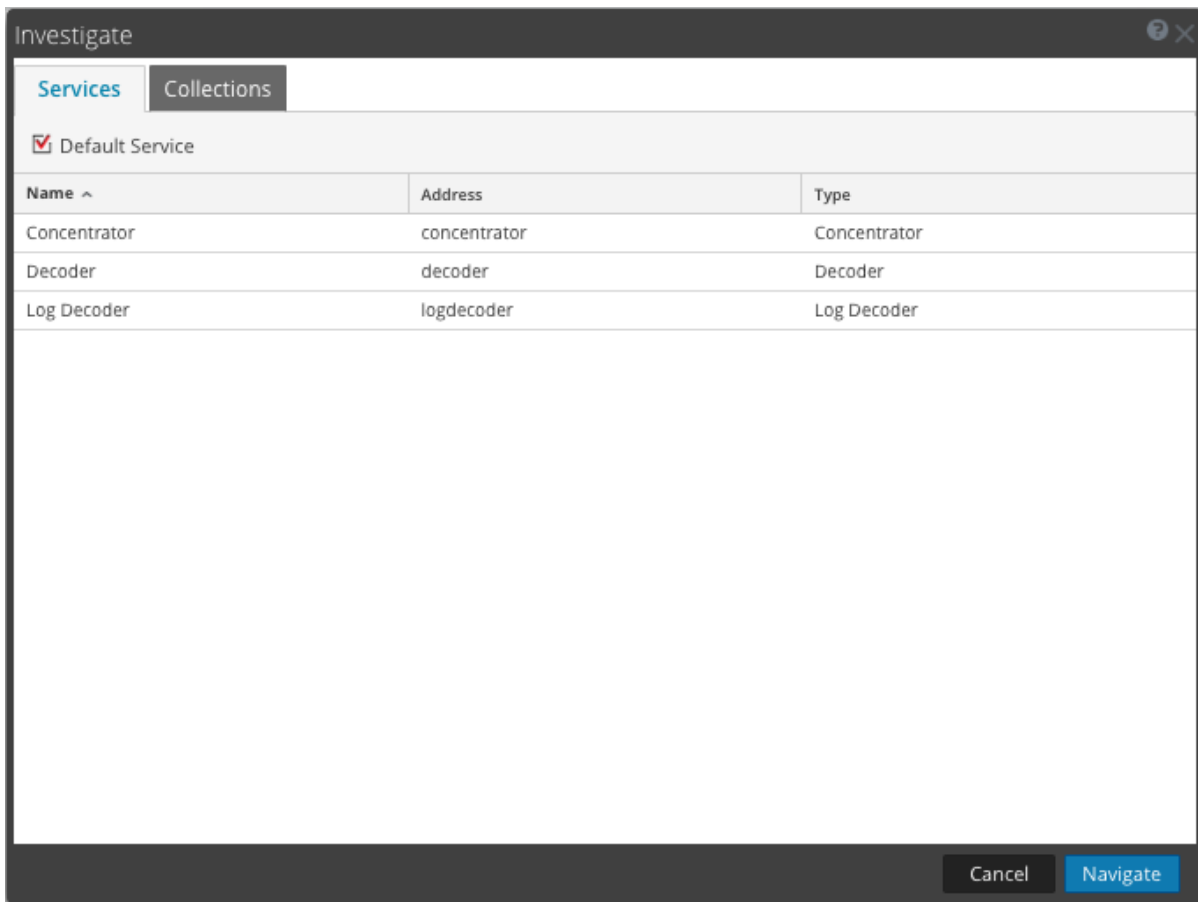 Investigate
Services Collections
Default Service
Name Address Type
Concentrator concentrator Concentrator
Decoder decoder Decoder
Log Decoder logdecoder Log Decoder
Cancel Navigate